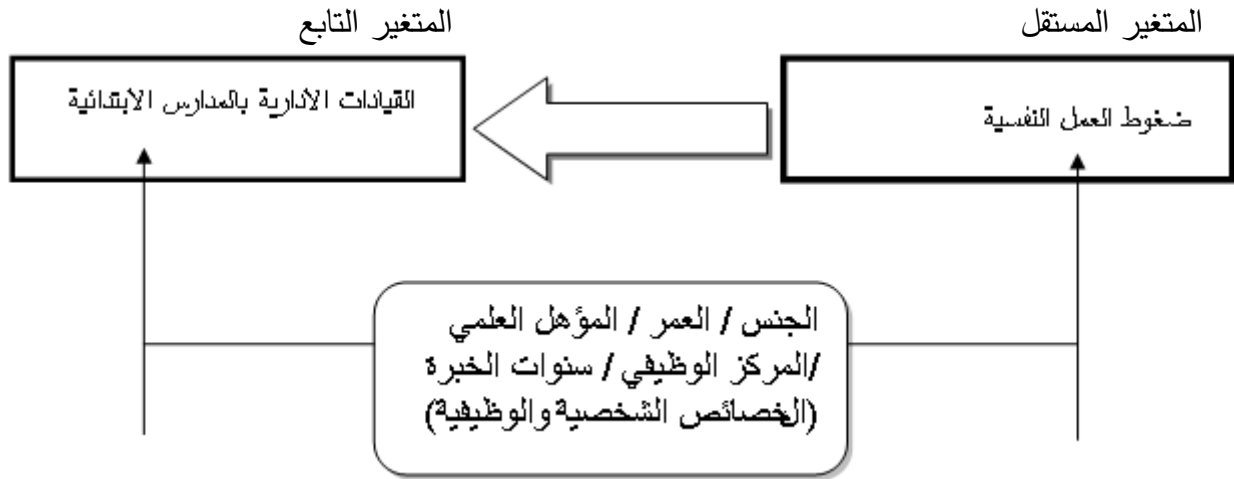 المتغير المستقل
المتغير التابع
ضغوط العمل النفسية
القيادات الادارية بالمدارس الابتدائية
الجنس / العمر / المؤهل العلمي
/المركز الوظيفي / سنوات الخبرة
(الخصائص الشخصية والوظيفية)